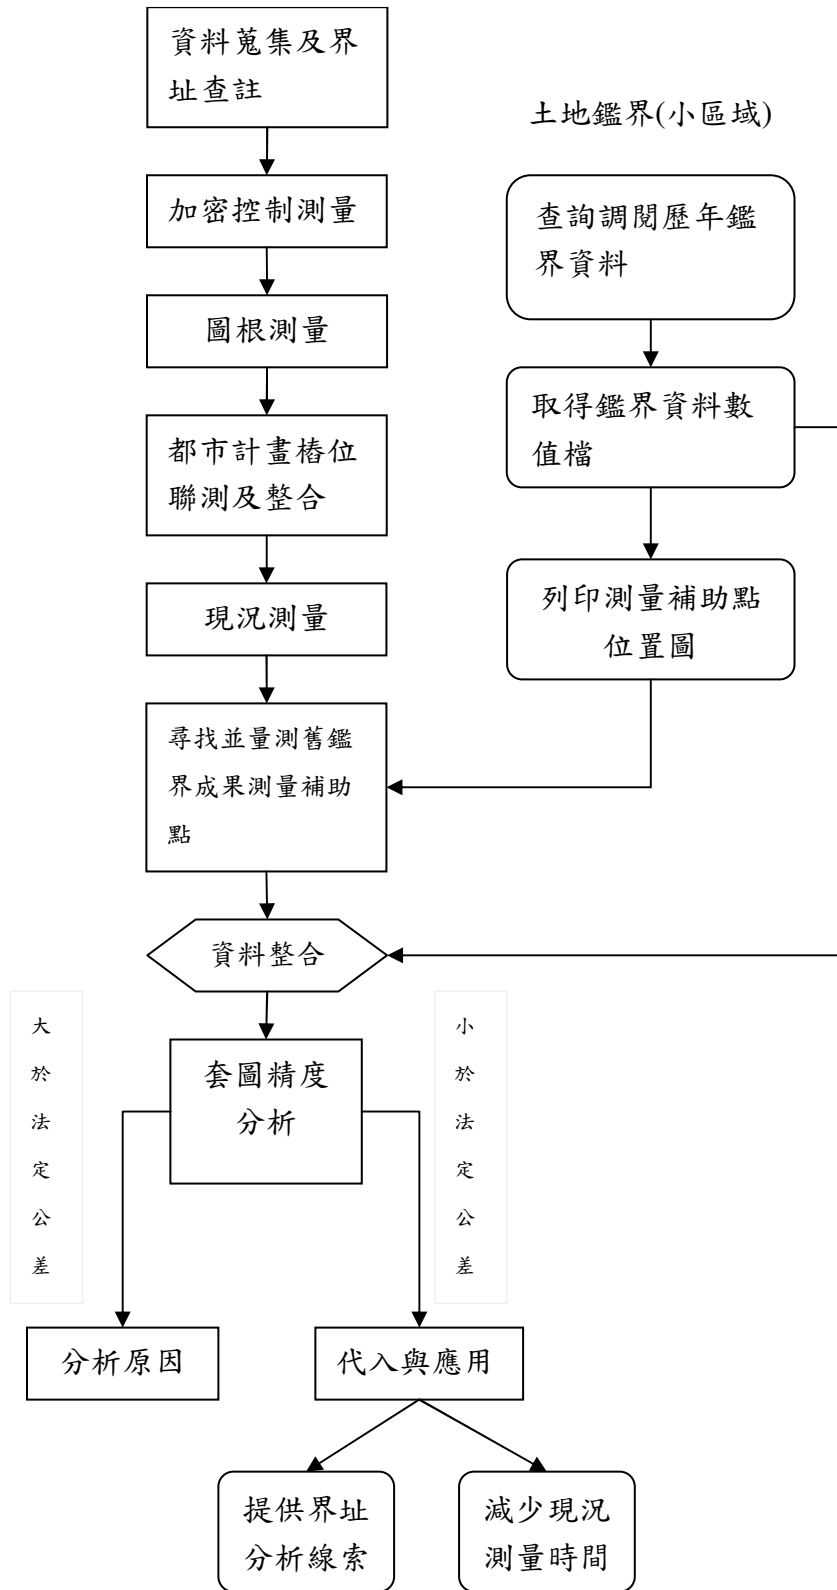 資料蒐集及界
址查註
土地鑑界(小區域)
加密控制測量
查詢調閱歷年鑑
界資料
圖根測量
取得鑑界資料數
值檔
都市計畫樁位
聯測及整合
列印測量補助點
位置圖
現況測量
尋找並量測舊鑑
界成果測量補助
點
資料整合
大
於
法
定
公
差
小
於
法
定
公
差
套圖精度
分析
分析原因
代入與應用
提供界址
分析線索
減少現況
測量時間